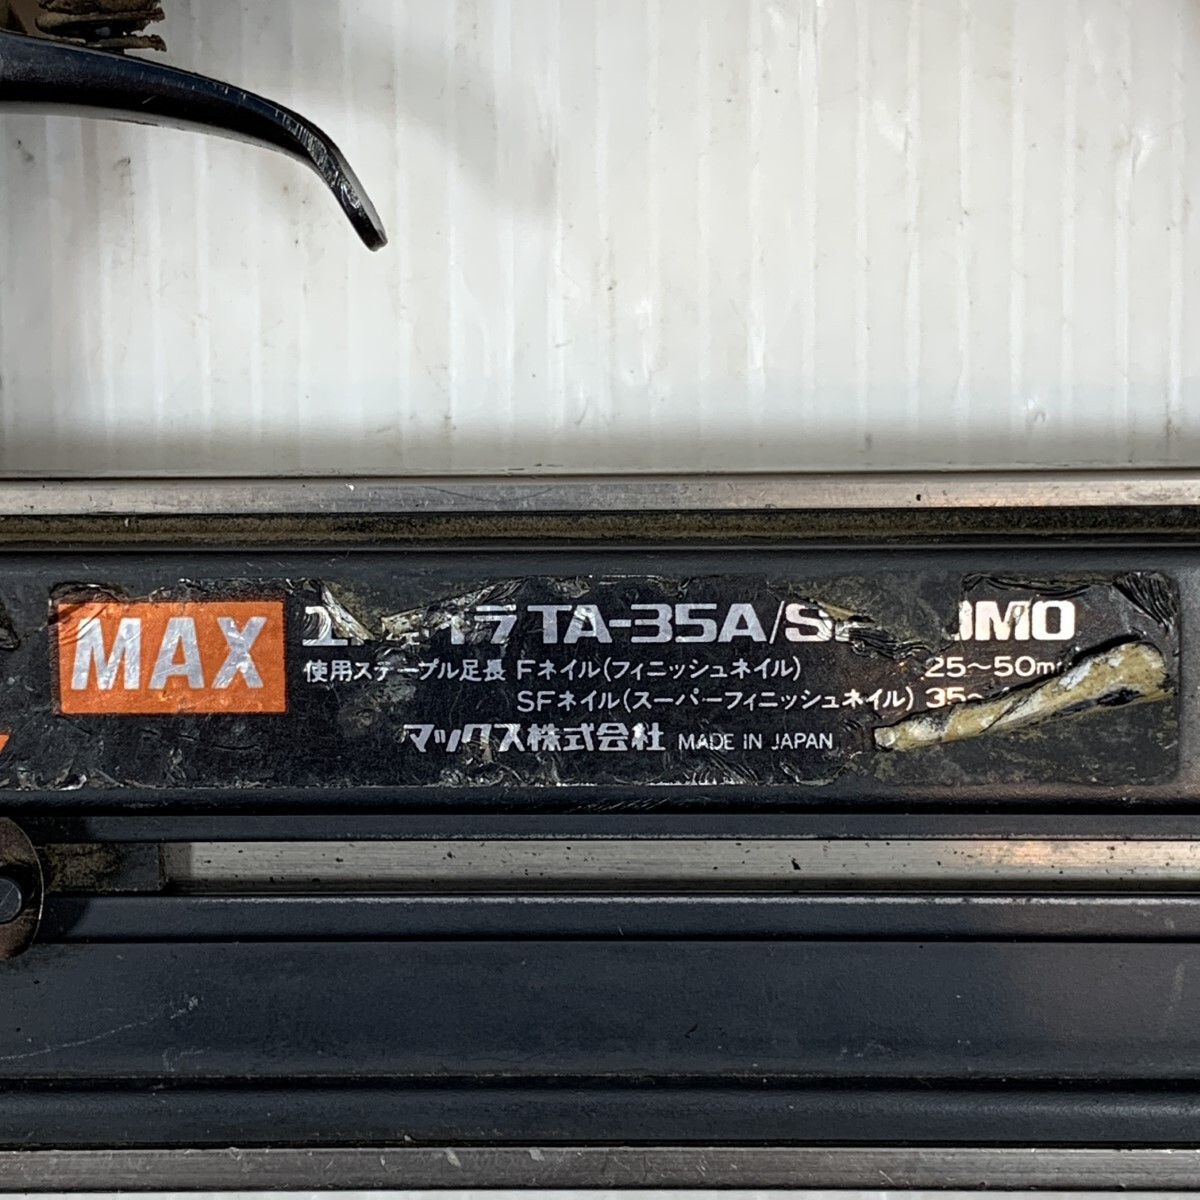 MAX
TA-35A/
使用ステープル足長 Fネイル(フィニッシュネイル) 25〜50mm
SFネイル(スーパーフィニッシュネイル) 35〜
マックス株式会社 MADE IN JAPAN